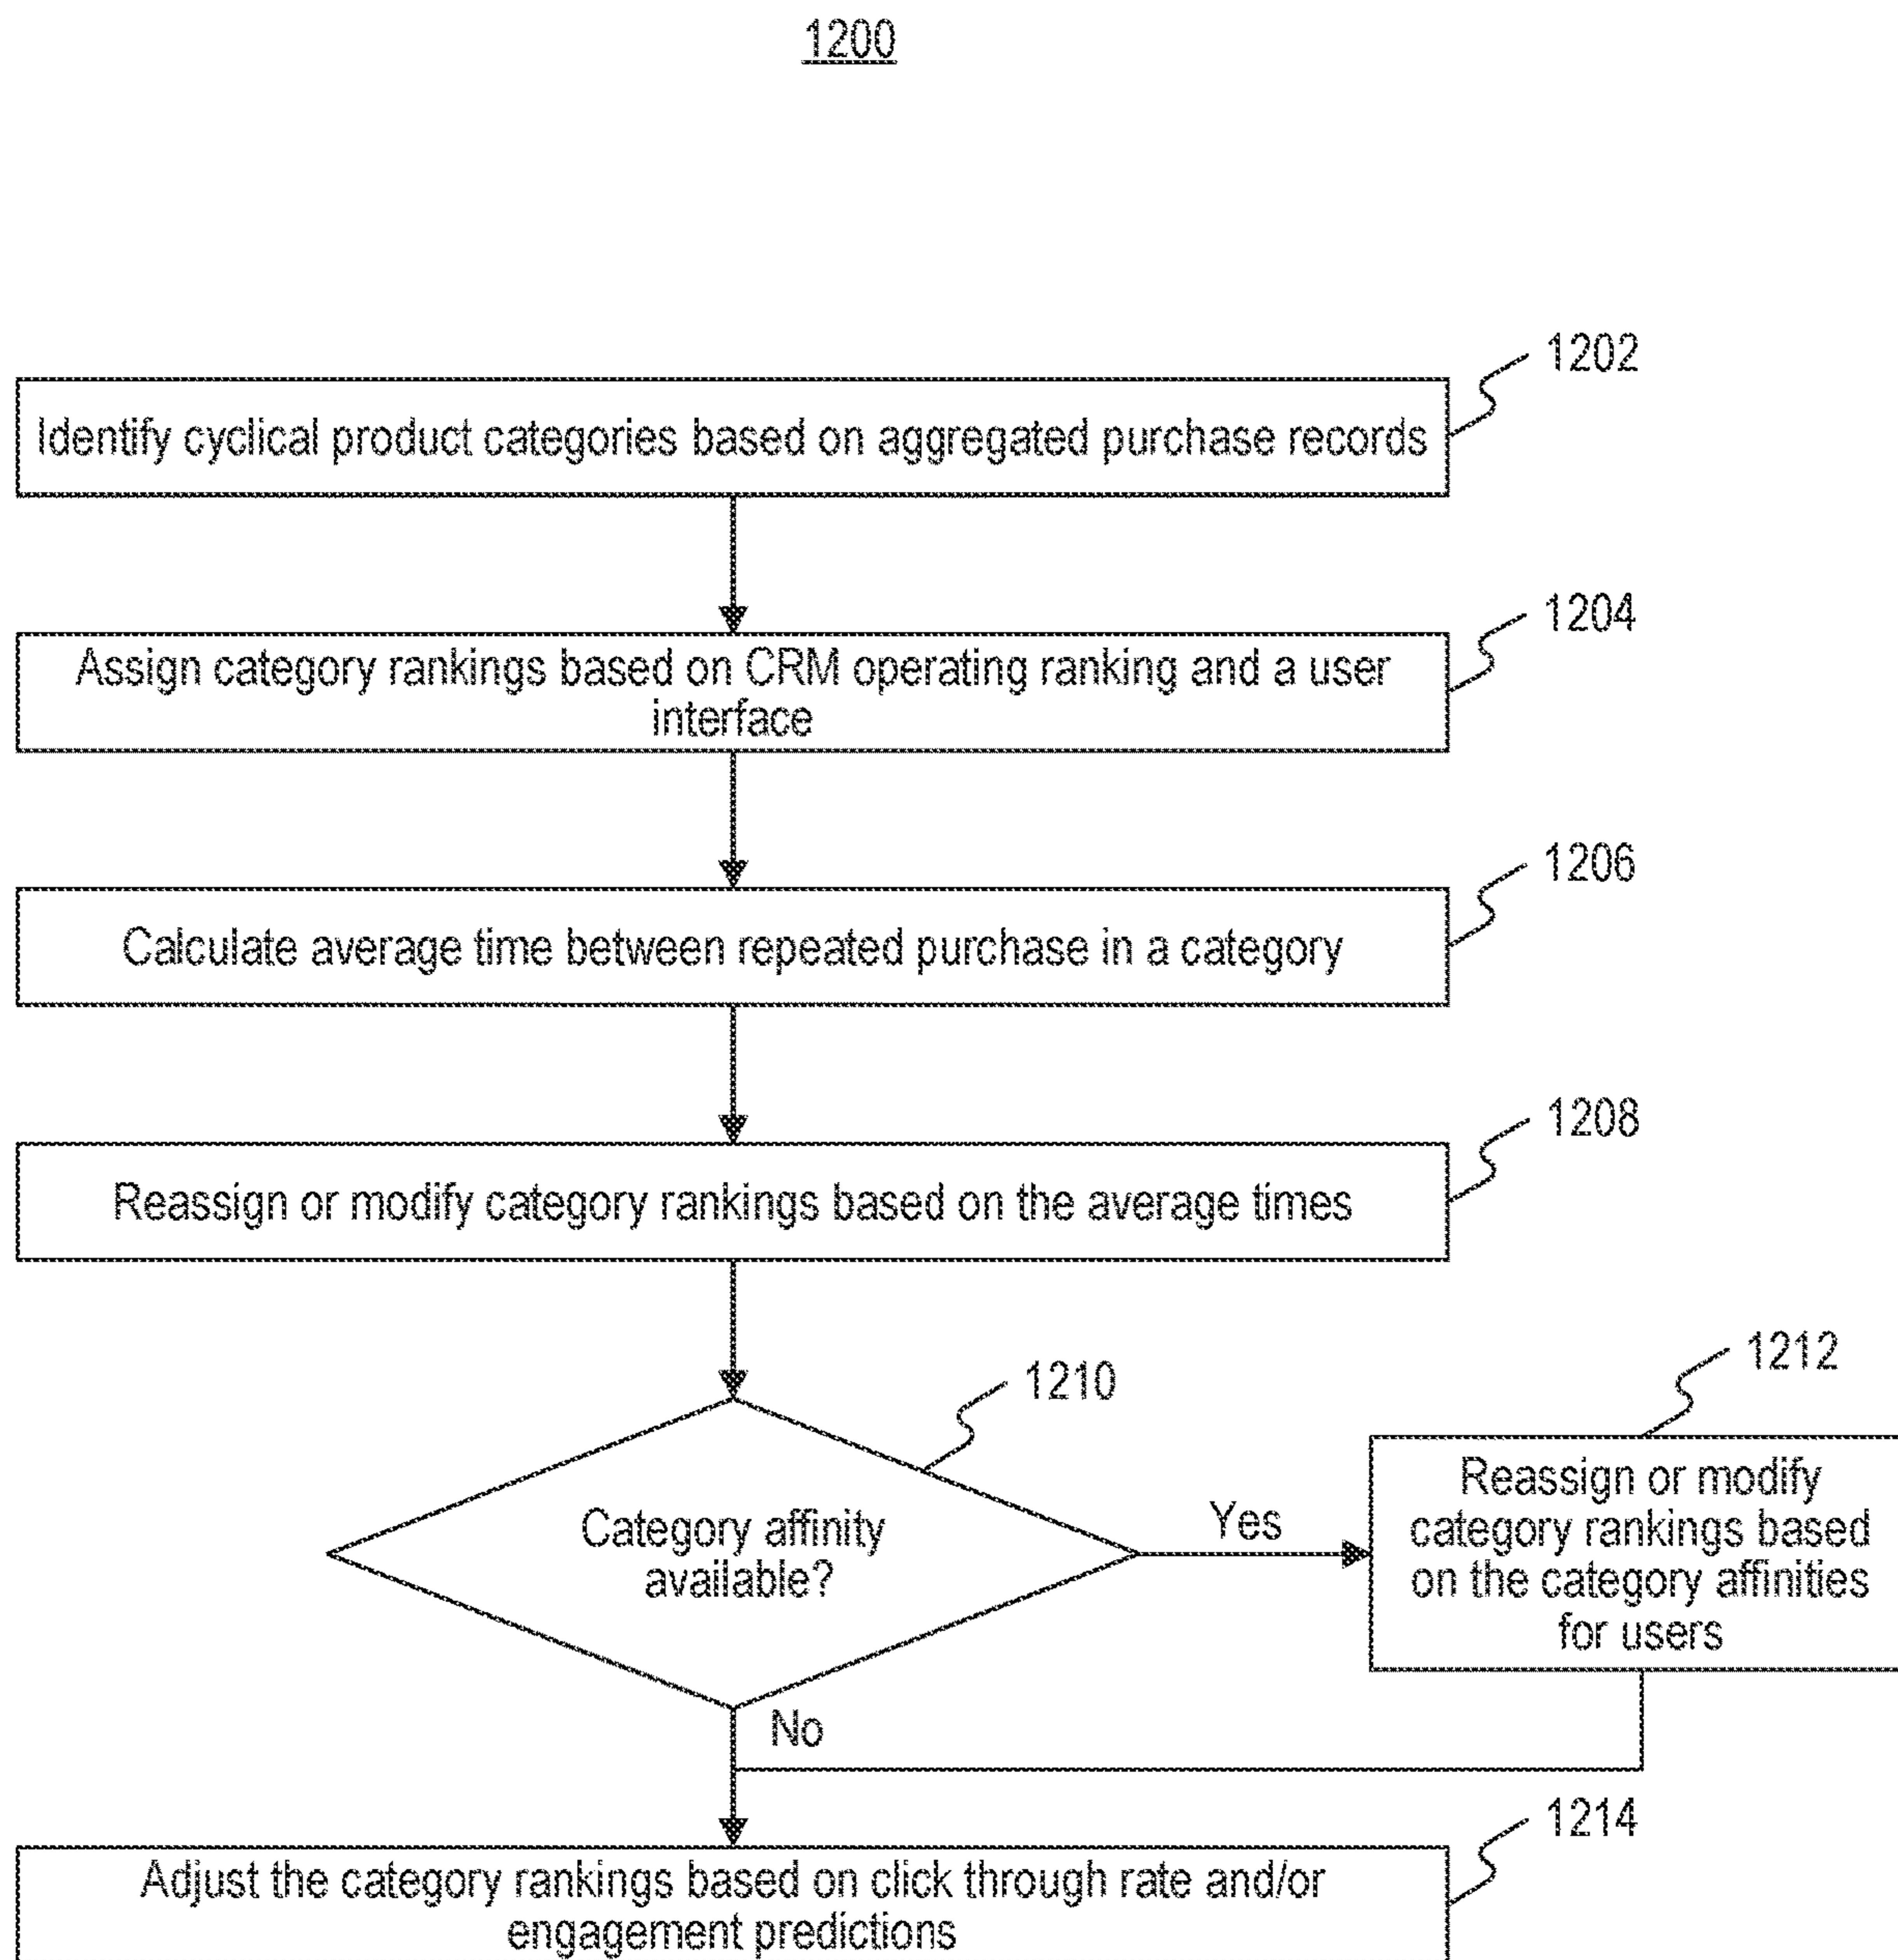 1200
1202
Identify cyclical product categories based on aggregated purchase records
1204
Assign category rankings based on CRM operating ranking and a user
interface
1206
Calculate average time between repeated purchase in a category
1208
Reassign or modify category rankings based on the average times
1210
Category affinity
available?
Yes
1212
Reassign or modify
category rankings based
on the category affinities
for users
No
1214
Adjust the category rankings based on click through rate and/or
engagement predictions